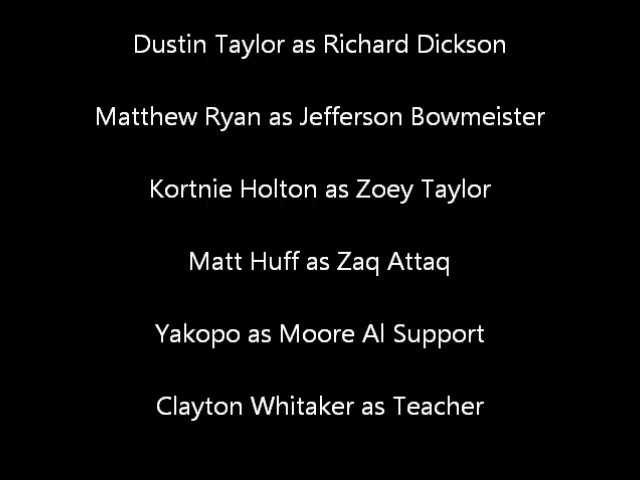 Dustin Taylor as Richard Dickson
Matthew Ryan as Jefferson Bowmeister
Kortnie Holton as Zoey Taylor
Matt Huff as Zaq Attaq
Yakopo as Moore Al Support
Clayton Whitaker as Teacher